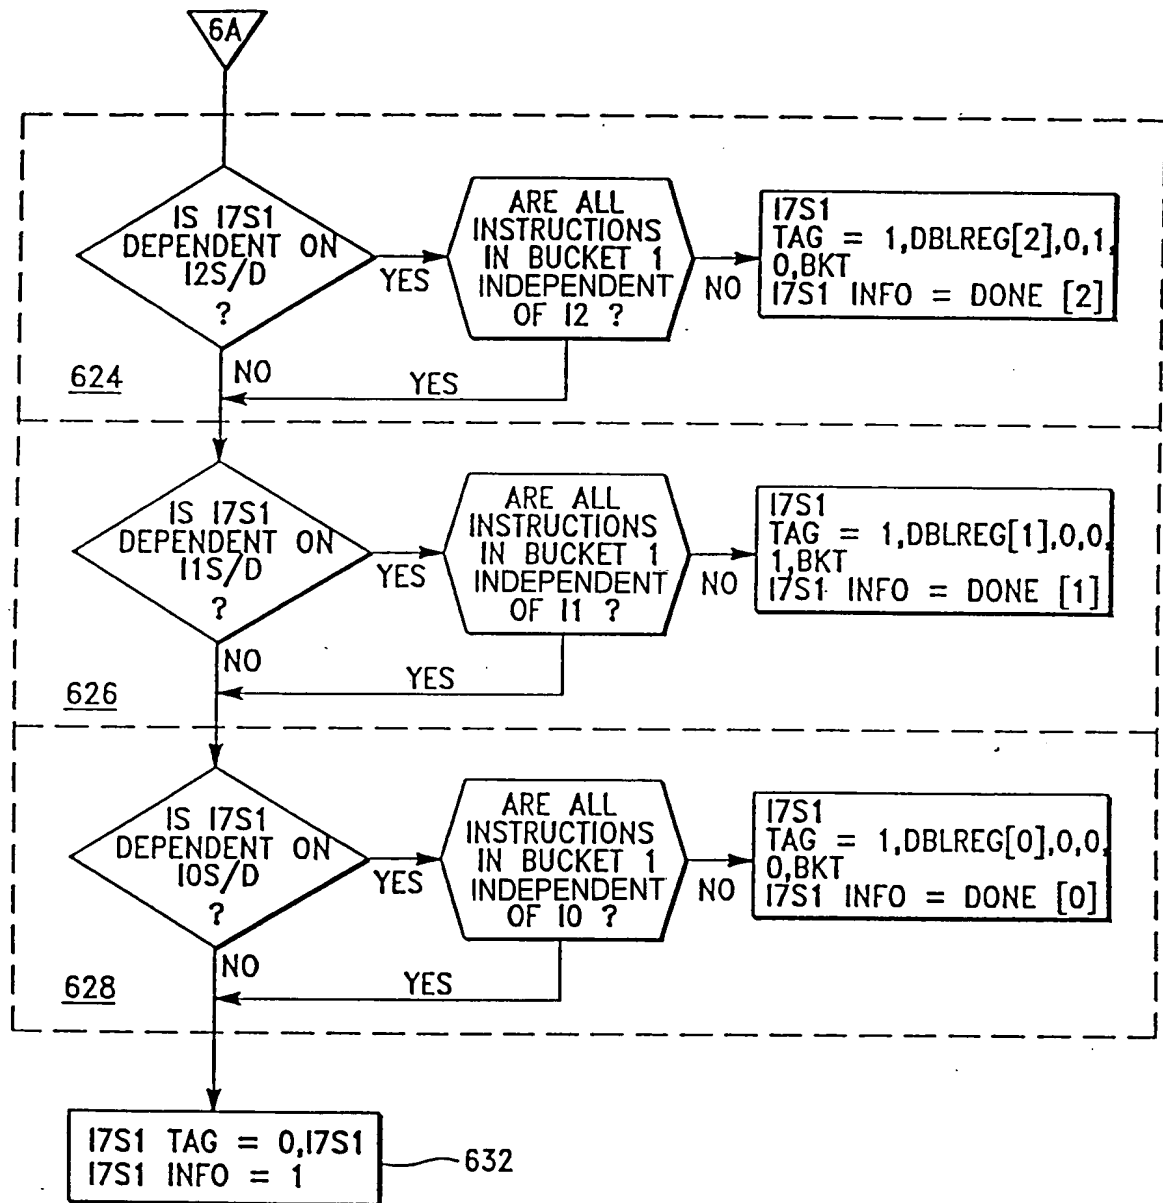 6A
IS I7S1
DEPENDENT ON
I2S/D
?
YES
NO
ARE ALL
INSTRUCTIONS
IN BUCKET 1
INDEPENDENT
OF I2 ?
YES
NO
I7S1
TAG = 1,DBLREG[2],0,1,
0,BKT
I7S1 INFO = DONE [2]
624
IS I7S1
DEPENDENT ON
I1S/D
?
YES
NO
ARE ALL
INSTRUCTIONS
IN BUCKET 1
INDEPENDENT
OF I1 ?
YES
NO
I7S1
TAG = 1,DBLREG[1],0,0,
1,BKT
I7S1 INFO = DONE [1]
626
IS I7S1
DEPENDENT ON
I0S/D
?
YES
NO
ARE ALL
INSTRUCTIONS
IN BUCKET 1
INDEPENDENT
OF I0 ?
YES
NO
I7S1
TAG = 1,DBLREG[0],0,0,
0,BKT
I7S1 INFO = DONE [0]
628
I7S1 TAG = 0,I7S1
I7S1 INFO = 1
632